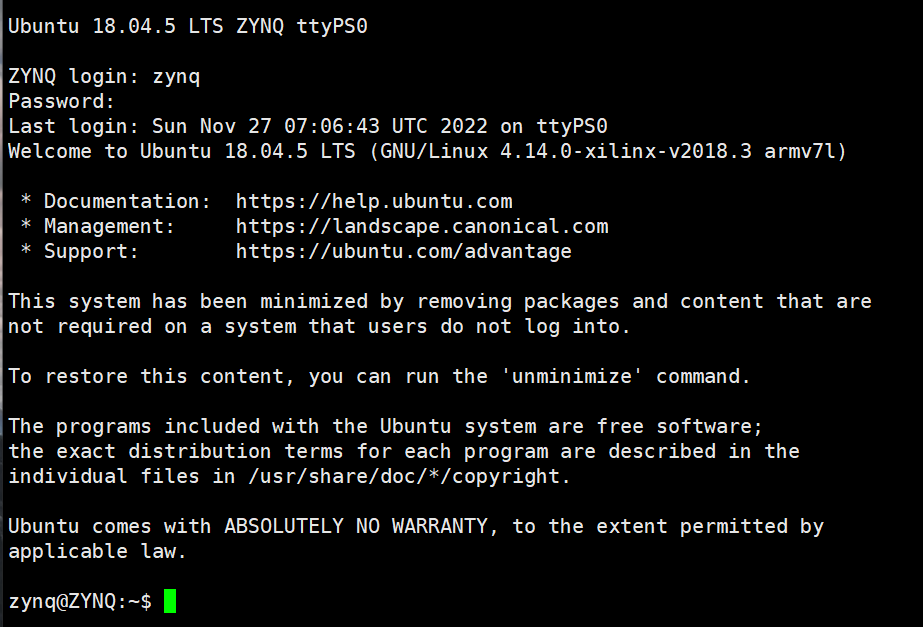 Ubuntu 18.04.5 LTS ZYNQ ttyPS0
ZYNQ login: zynq
Password:
Last login: Sun Nov 27 07:06:43 UTC 2022 on ttyPS0
Welcome to Ubuntu 18.04.5 LTS (GNU/Linux 4.14.0-xilinx-v2018.3 armv7l)
* Documentation:  https://help.ubuntu.com
* Management:     https://landscape.canonical.com
* Support:        https://ubuntu.com/advantage
This system has been minimized by removing packages and content that are
not required on a system that users do not log into.
To restore this content, you can run the 'unminimize' command.
The programs included with the Ubuntu system are free software;
the exact distribution terms for each program are described in the
individual files in /usr/share/doc/*/copyright.
Ubuntu comes with ABSOLUTELY NO WARRANTY, to the extent permitted by
applicable law.
zynq@ZYNQ:~$